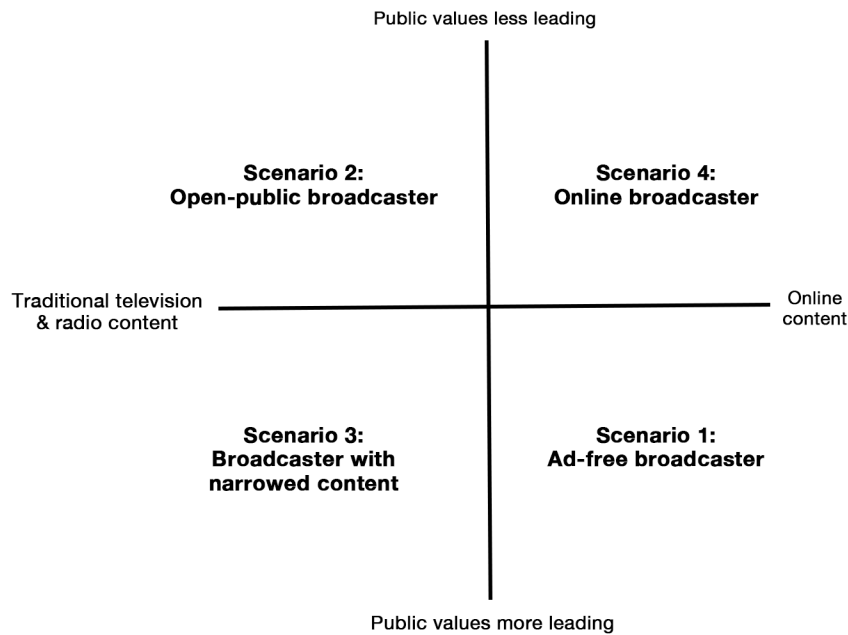 Public values less leading
Scenario 2:
Open-public broadcaster
Scenario 4:
Online broadcaster
Traditional television
& radio content
Online
content
Scenario 3:
Broadcaster with
narrowed content
Scenario 1:
Ad-free broadcaster
Public values more leading